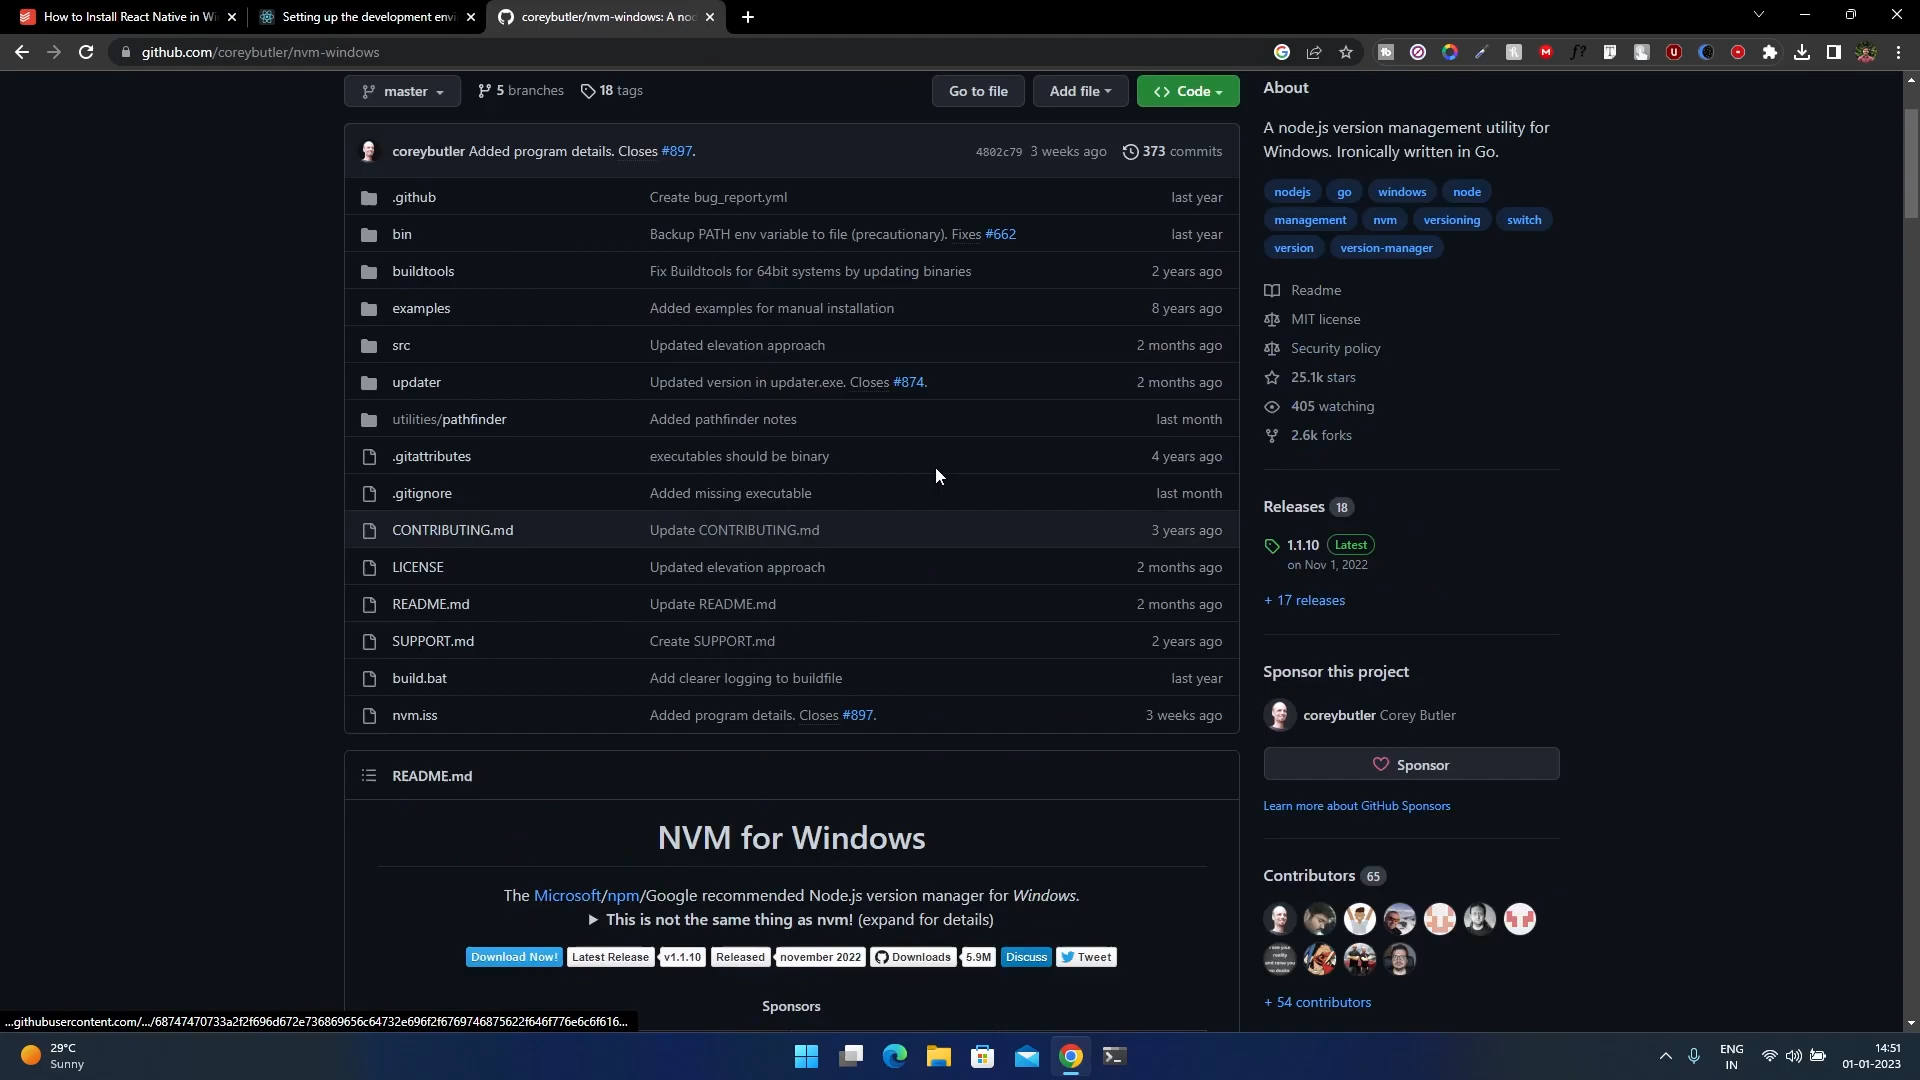 How to Install React Native in Wi
Setting up the development envi
coreybutler/nvm-windows: A nod
github.com/coreybutler/nvm-windows
master
5 branches
18 tags
Go to file
Add file
Code
coreybutler Added program details. Closes #897.
4802c79 3 weeks ago
373 commits
.github
Create bug_report.yml
last year
bin
Backup PATH env variable to file (precautionary). Fixes #662
last year
buildtools
Fix Buildtools for 64bit systems by updating binaries
2 years ago
examples
Added examples for manual installation
8 years ago
src
Updated elevation approach
2 months ago
updater
Updated version in updater.exe. Closes #874.
2 months ago
utilities/pathfinder
Added pathfinder notes
last month
.gitattributes
executables should be binary
4 years ago
.gitignore
Added missing executable
last month
CONTRIBUTING.md
Update CONTRIBUTING.md
3 years ago
LICENSE
Updated elevation approach
2 months ago
README.md
Update README.md
2 months ago
SUPPORT.md
Create SUPPORT.md
2 years ago
build.bat
Add clearer logging to buildfile
last year
nvm.iss
Added program details. Closes #897.
3 weeks ago
README.md
NVM for Windows
The Microsoft/npm/Google recommended Node.js version manager for Windows.
This is not the same thing as nvm! (expand for details)
Download Now! Latest Release v1.1.10 Released november 2022 Downloads 5.9M Discuss Tweet
Sponsors
About
A node.js version management utility for
Windows. Ironically written in Go.
nodejs go windows node
management nvm versioning switch
version version-manager
Readme
MIT license
Security policy
25.1k stars
405 watching
2.6k forks
Releases 18
1.1.10 Latest
on Nov 1, 2022
+ 17 releases
Sponsor this project
coreybutler Corey Butler
Sponsor
Learn more about GitHub Sponsors
Contributors 65
+ 54 contributors
29°C
Sunny
ENG
IN
14:51
01-01-2023